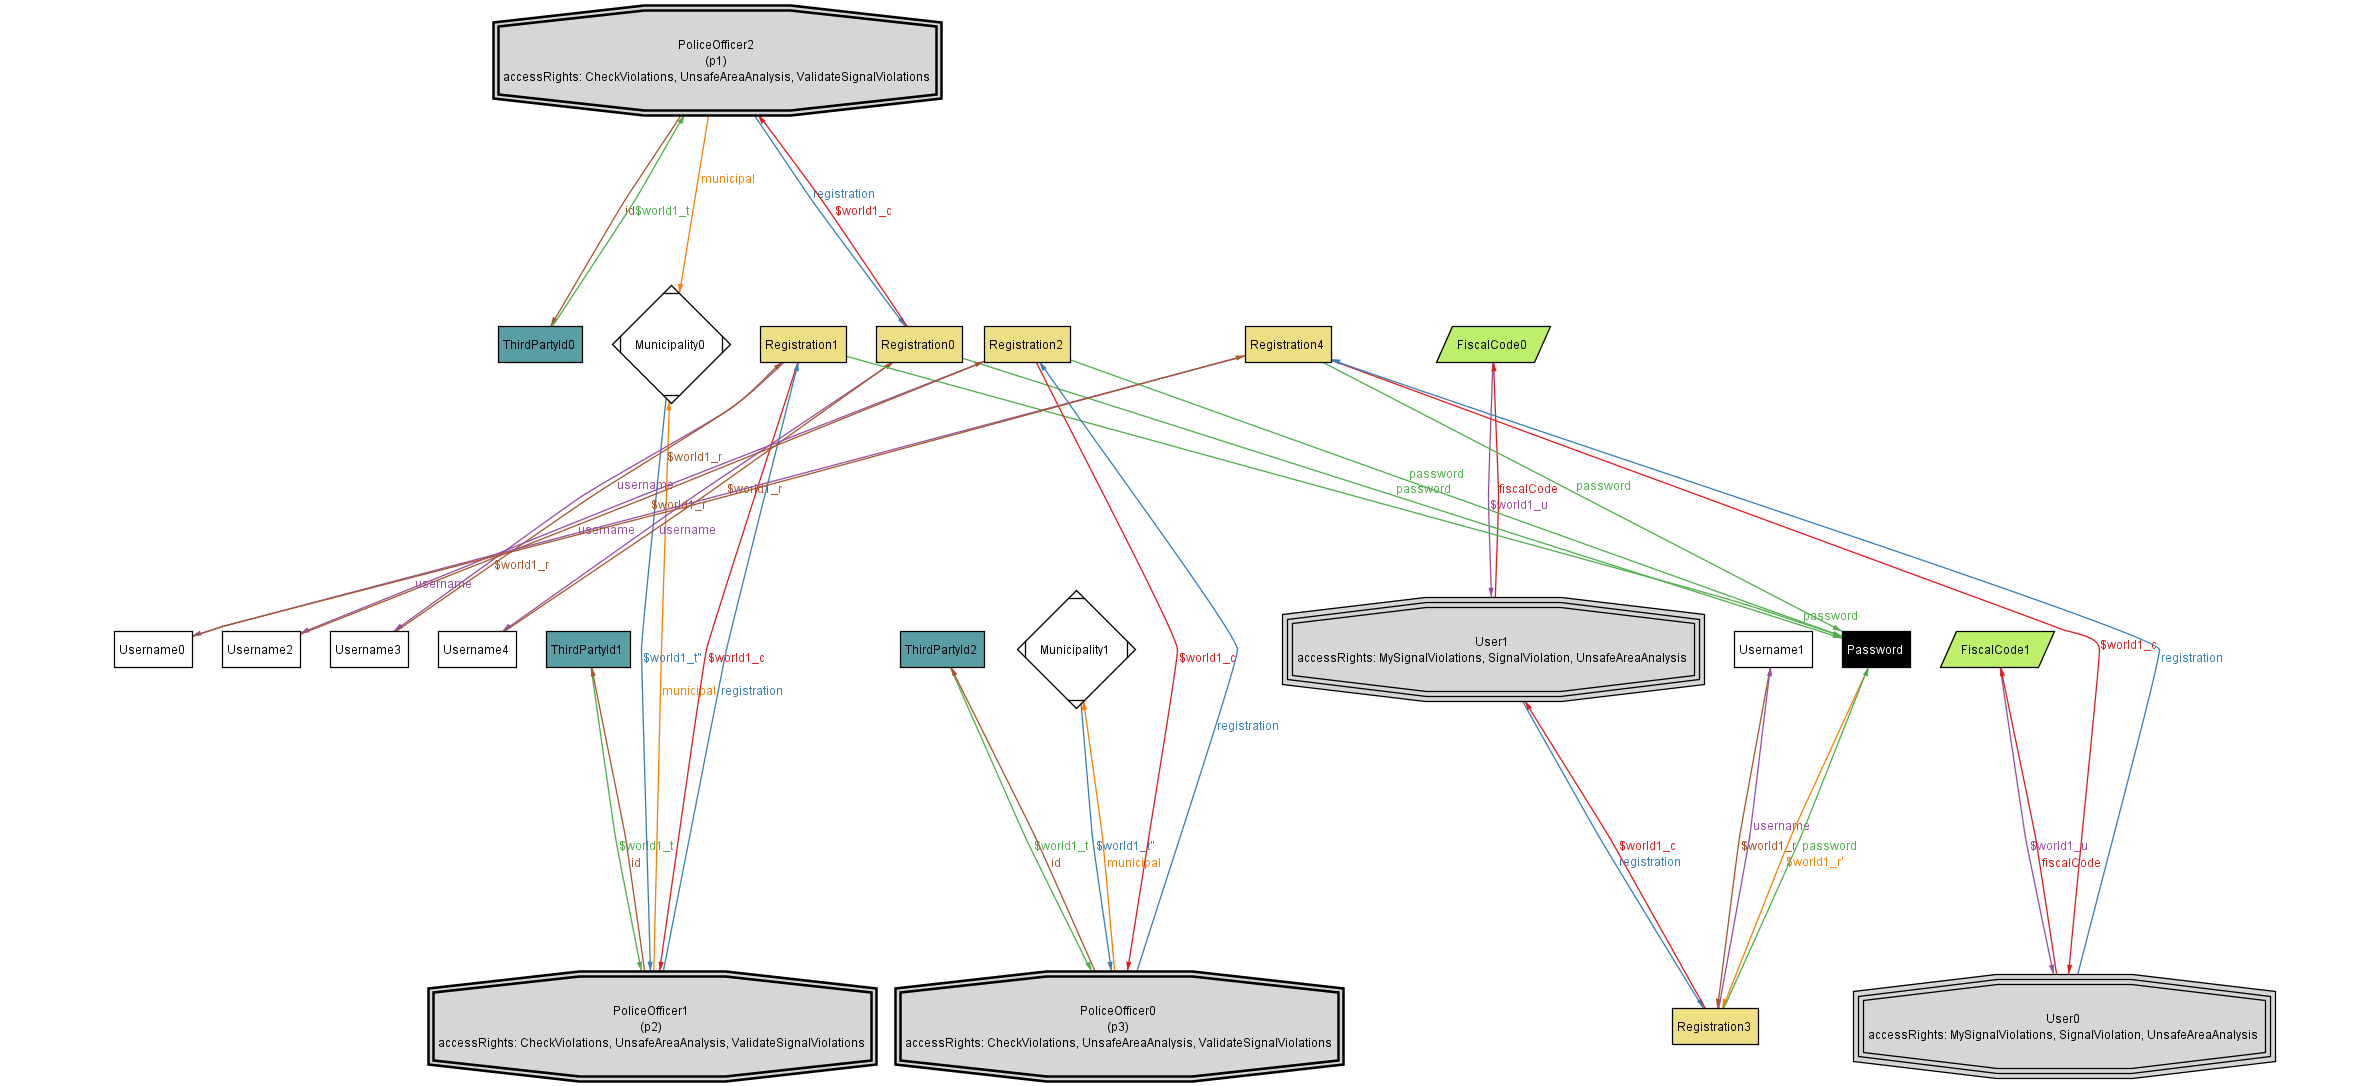 PoliceOfficer2
(p1)
accessRights: CheckViolations, UnsafeAreaAnalysis, ValidateSignalViolations
municipal
registration
id
$world1_t
$world1_c
ThirdPartyId0
Municipality0
Registration1
Registration0
Registration2
Registration4
FiscalCode0
$world1_r
password
username
$world1_r
password
fiscalCode
password
$world1_r
$world1_u
username
username
$world1_r
username
password
Username0
Username2
Username3
Username4
ThirdPartyId1
$world1_t"
$world1_c
ThirdPartyId2
Municipality1
$world1_c
User1
accessRights: MySignalViolations, SignalViolation, UnsafeAreaAnalysis
Username1
Password
FiscalCode1
$world1_c
registration
municipal
registration
registration
username
$world1_t
id
$world1_t
$world1_t"
id
municipal
$world1_c
registration
$world1_r
password
$world1_r'
$world1_u
fiscalCode
PoliceOfficer1
(p2)
accessRights: CheckViolations, UnsafeAreaAnalysis, ValidateSignalViolations
PoliceOfficer0
(p3)
accessRights: CheckViolations, UnsafeAreaAnalysis, ValidateSignalViolations
Registration3
User0
accessRights: MySignalViolations, SignalViolation, UnsafeAreaAnalysis